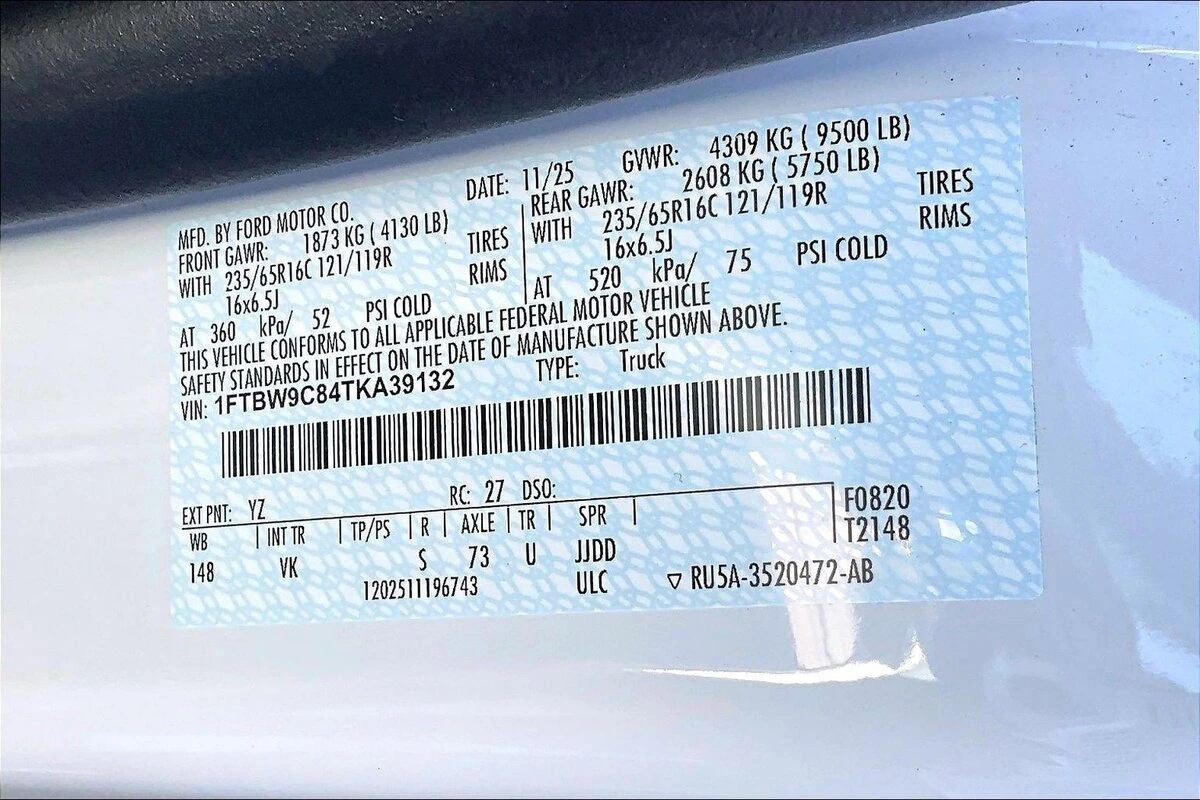 MFD. BY FORD MOTOR CO.
DATE: 11/25 GVWR: 4309 KG ( 9500 LB)
FRONT GAWR: 1873 KG ( 4130 LB)
WITH 235/65R16C 121/119R TIRES
16x6.5J RIMS
AT 360 kPa/ 52 PSI COLD
REAR GAWR: 2608 KG ( 5750 LB)
WITH 235/65R16C 121/119R TIRES
16x6.5J RIMS
AT 520 kPa/ 75 PSI COLD
THIS VEHICLE CONFORMS TO ALL APPLICABLE FEDERAL MOTOR VEHICLE
SAFETY STANDARDS IN EFFECT ON THE DATE OF MANUFACTURE SHOWN ABOVE.
VIN: 1FTBW9C84TKA39132 TYPE: Truck
EXT PNT: YZ RC: 27 DSO:
WB INT TR TP/PS R AXLE TR SPR F0820
T2148
148 VK S 73 U JJDD
1202511196743 ULC ▽ RU5A-3520472-AB